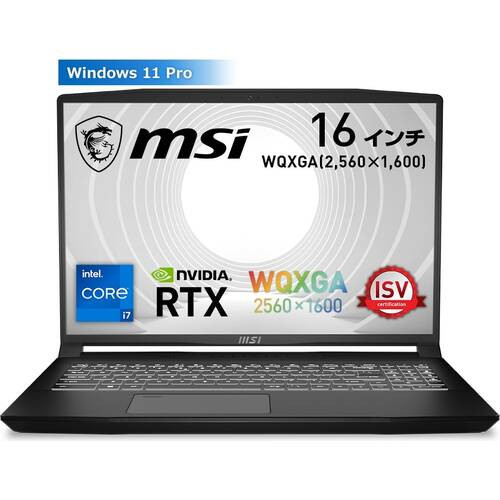 Windows 11 Pro
msi
16 インチ
WQXGA(2,560×1,600)
intel.
CORE
i7
NVIDIA.
RTX
WQXGA
2560×1600
ISV
certification
msi